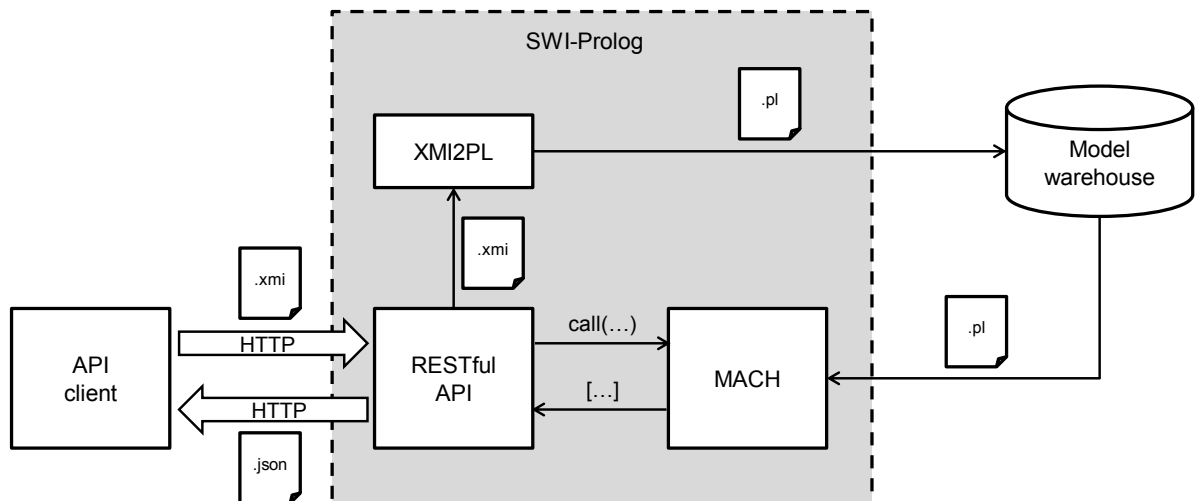 SWI-Prolog
.pl
XMI2PL
Model
warehouse
.xmi
.xmi
.pl
HTTP
call(…)
API
client
RESTful
API
MACH
[…]
HTTP
.json